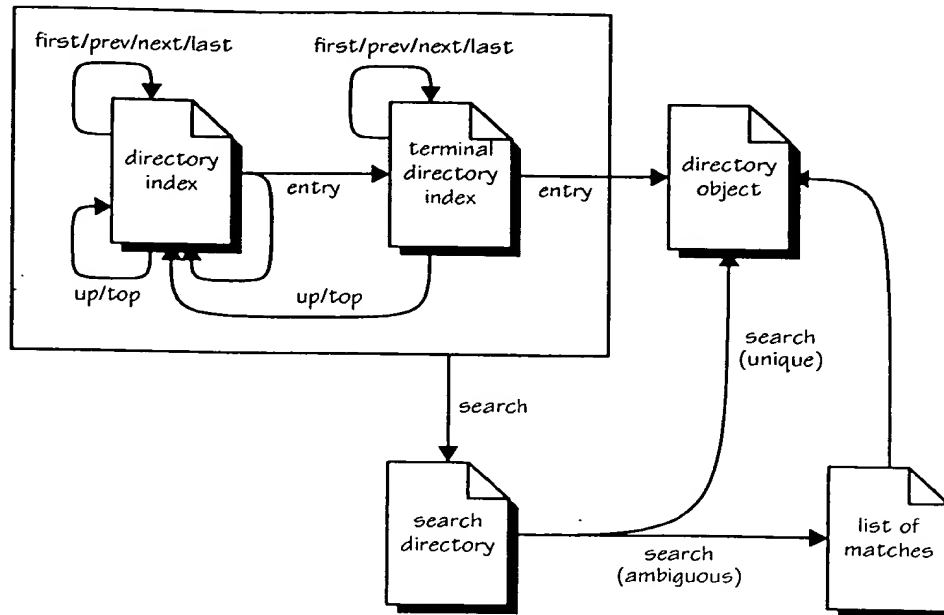 first/prev/next/last
first/prev/next/last
directory
index
entry
terminal
directory
index
entry
directory
object
up/top
up/top
search
(unique)
search
search
directory
search
(ambiguous)
list of
matches